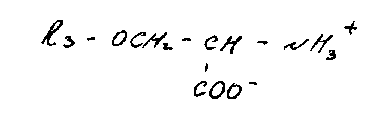 R3 - OCH2 - CH - NH3+
COO-